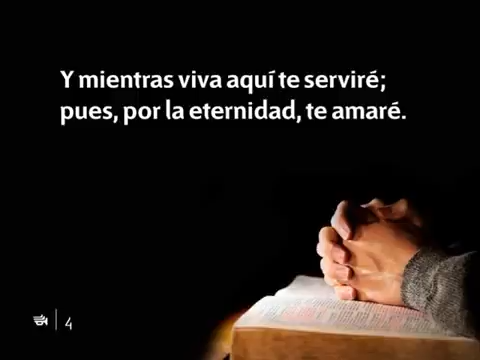 Y mientras viva aquí te serviré;
pues, por la eternidad, te amaré.
4